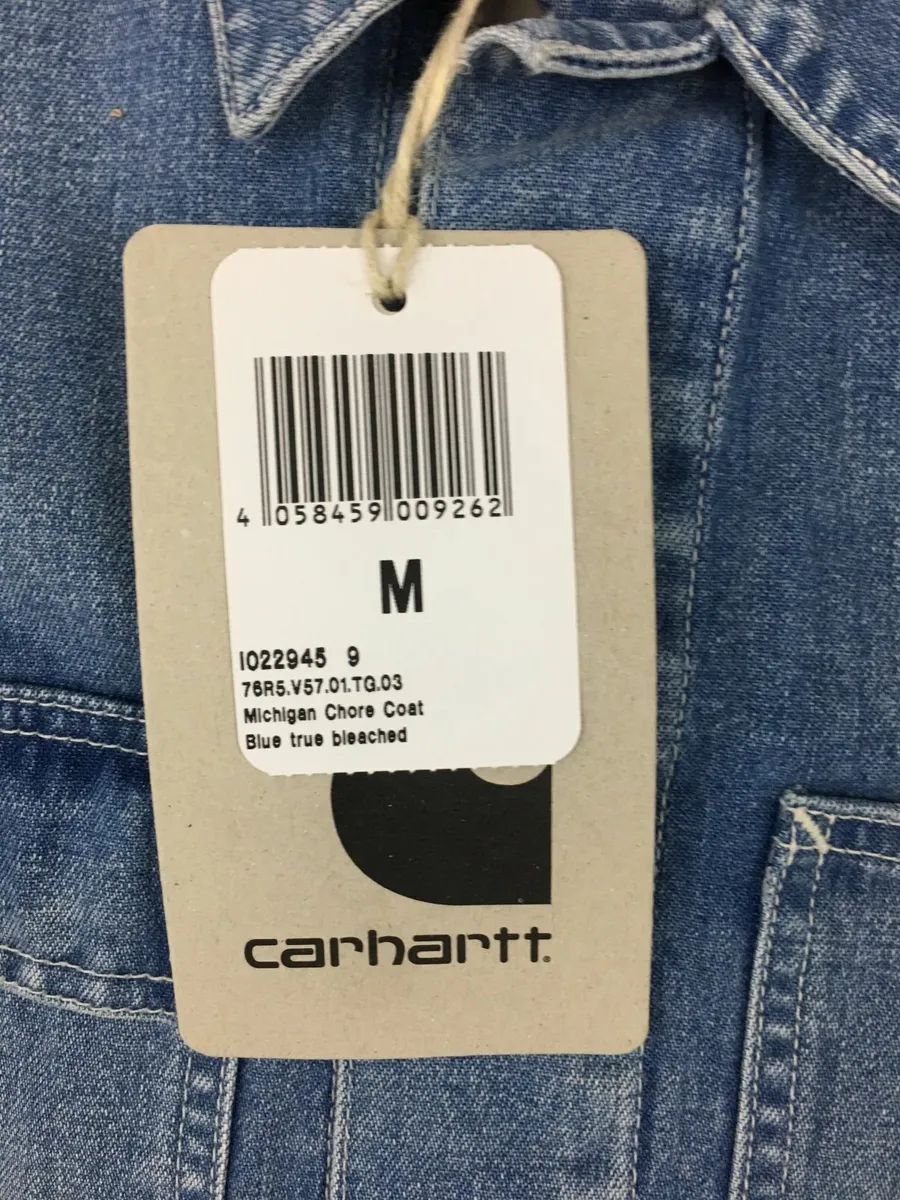 4 058459 009262
M
I022945 9
76R5.V57.01.TG.03
Michigan Chore Coat
Blue true bleached
carhartt.